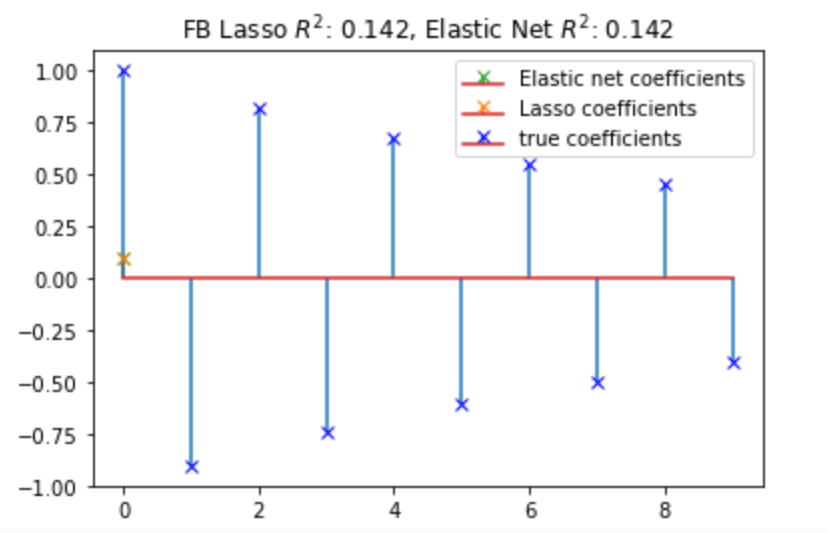 FB Lasso R²: 0.142, Elastic Net R²: 0.142
Elastic net coefficients
Lasso coefficients
true coefficients
1.00
0.75
0.50
0.25
0.00
−0.25
−0.50
−0.75
−1.00
0 2 4 6 8